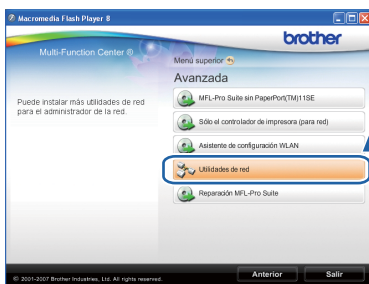 Macromedia Flash Player 8
brother
Multi-Function Center ®
Menú superior
Avanzada
Puede instalar más utilidades de red
para el administrador de la red.
MFL-Pro Suite sin PaperPort(TM)11SE
Sólo el controlador de impresora (para red)
Asistente de configuración WLAN
Utilidades de red
Reparación MFL-Pro Suite
© 2001-2007 Brother Industries, Ltd. All rights reserved.
Anterior
Salir